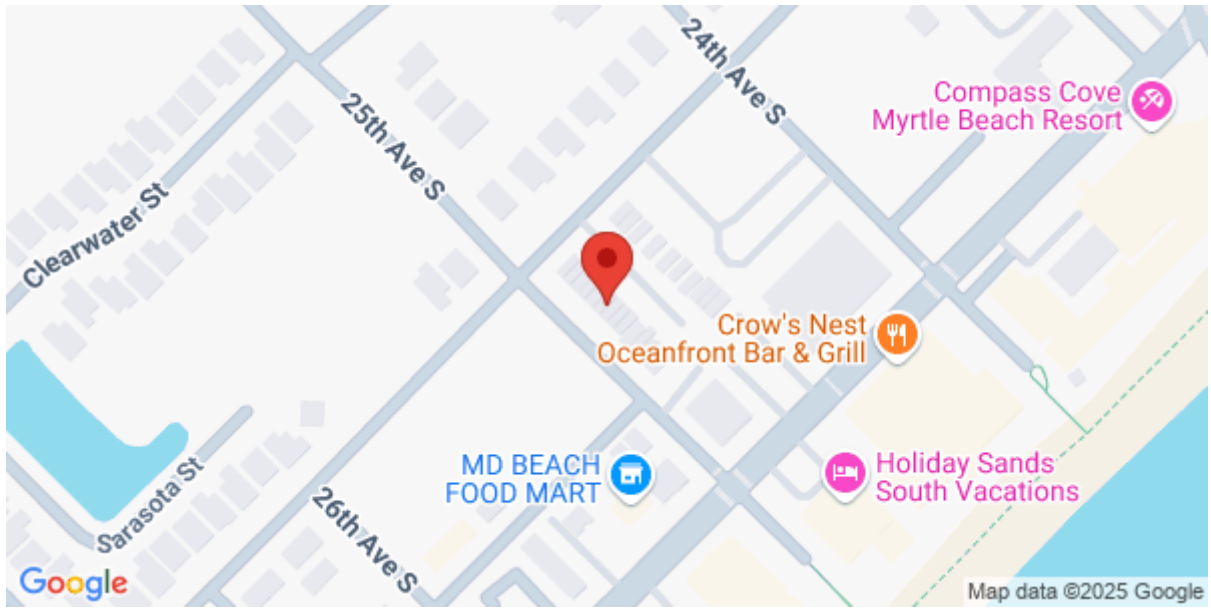 24th Ave S
Compass Cove
Myrtle Beach Resort
25th Ave S
Clearwater St
Crow's Nest
Oceanfront Bar & Grill
MD BEACH
FOOD MART
Holiday Sands
South Vacations
Sarasota St
26th Ave S
Google
Map data ©2025 Google